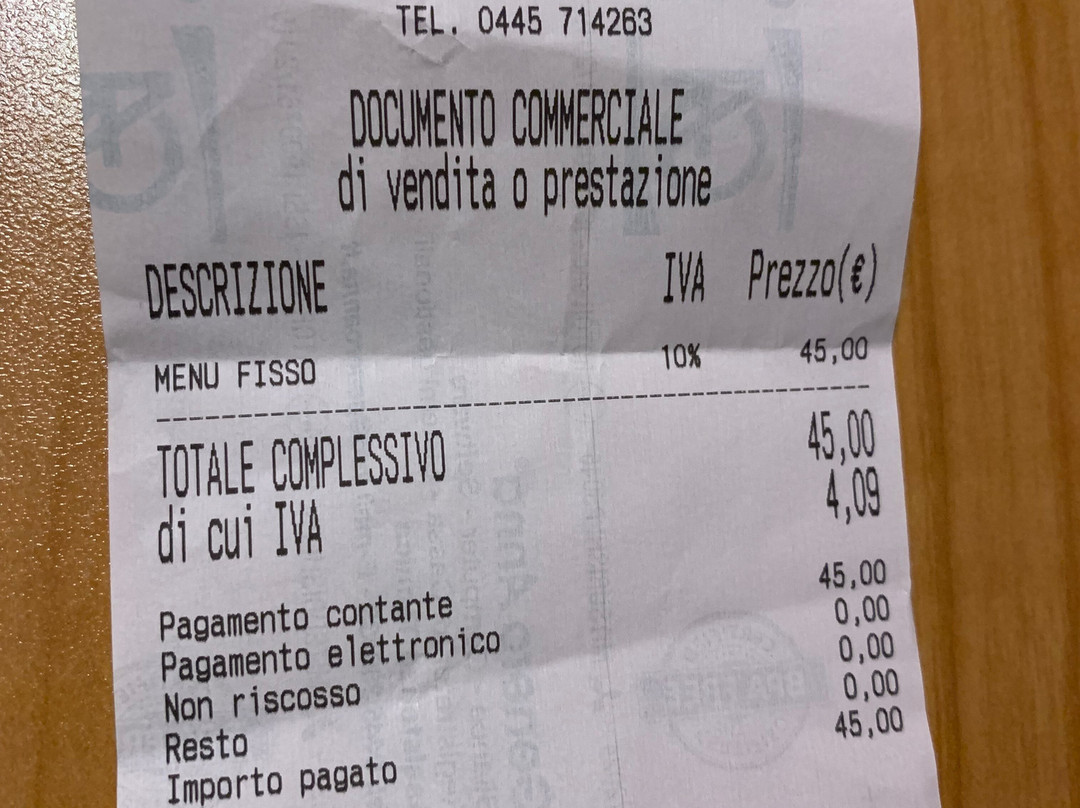 TEL. 0445 714263
DOCUMENTO COMMERCIALE
di vendita o prestazione
DESCRIZIONE IVA Prezzo(€)
MENU FISSO 10% 45,00
TOTALE COMPLESSIVO 45,00
di cui IVA 4,09
Pagamento contante 45,00
Pagamento elettronico 0,00
Non riscosso 0,00
Resto 0,00
Importo pagato 45,00